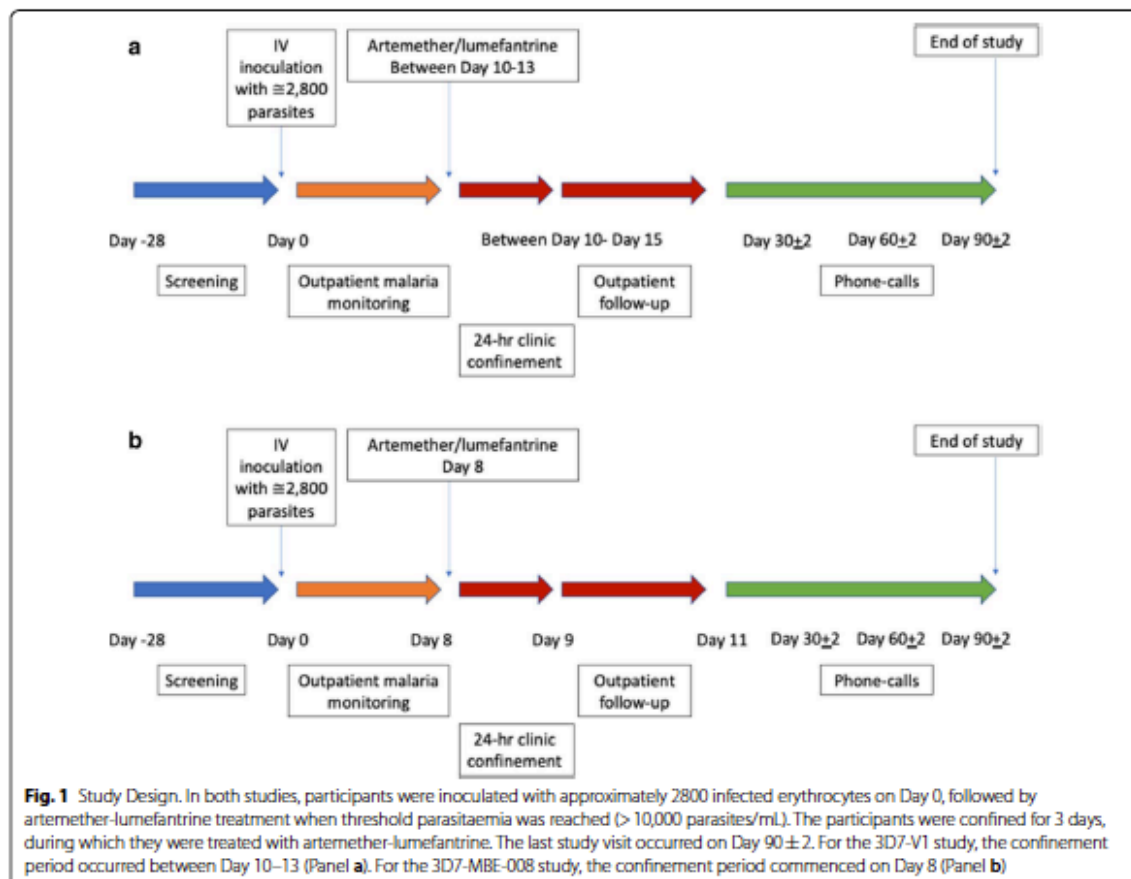 a
IV
inoculation
with ≅2,800
parasites
Artemether/lumefantrine
Between Day 10-13
End of study
Day -28
Day 0
Between Day 10- Day 15
Day 30±2
Day 60±2
Day 90±2
Screening
Outpatient malaria
monitoring
Outpatient
follow-up
Phone-calls
24-hr clinic
confinement
b
IV
inoculation
with ≅2,800
parasites
Artemether/lumefantrine
Day 8
End of study
Day -28
Day 0
Day 8
Day 9
Day 11
Day 30±2
Day 60±2
Day 90±2
Screening
Outpatient malaria
monitoring
Outpatient
follow-up
Phone-calls
24-hr clinic
confinement
Fig. 1 Study Design. In both studies, participants were inoculated with approximately 2800 infected erythrocytes on Day 0, followed by
artemether-lumefantrine treatment when threshold parasitaemia was reached (> 10,000 parasites/mL). The participants were confined for 3 days,
during which they were treated with artemether-lumefantrine. The last study visit occurred on Day 90 ± 2. For the 3D7-V1 study, the confinement
period occurred between Day 10–13 (Panel a). For the 3D7-MBE-008 study, the confinement period commenced on Day 8 (Panel b)